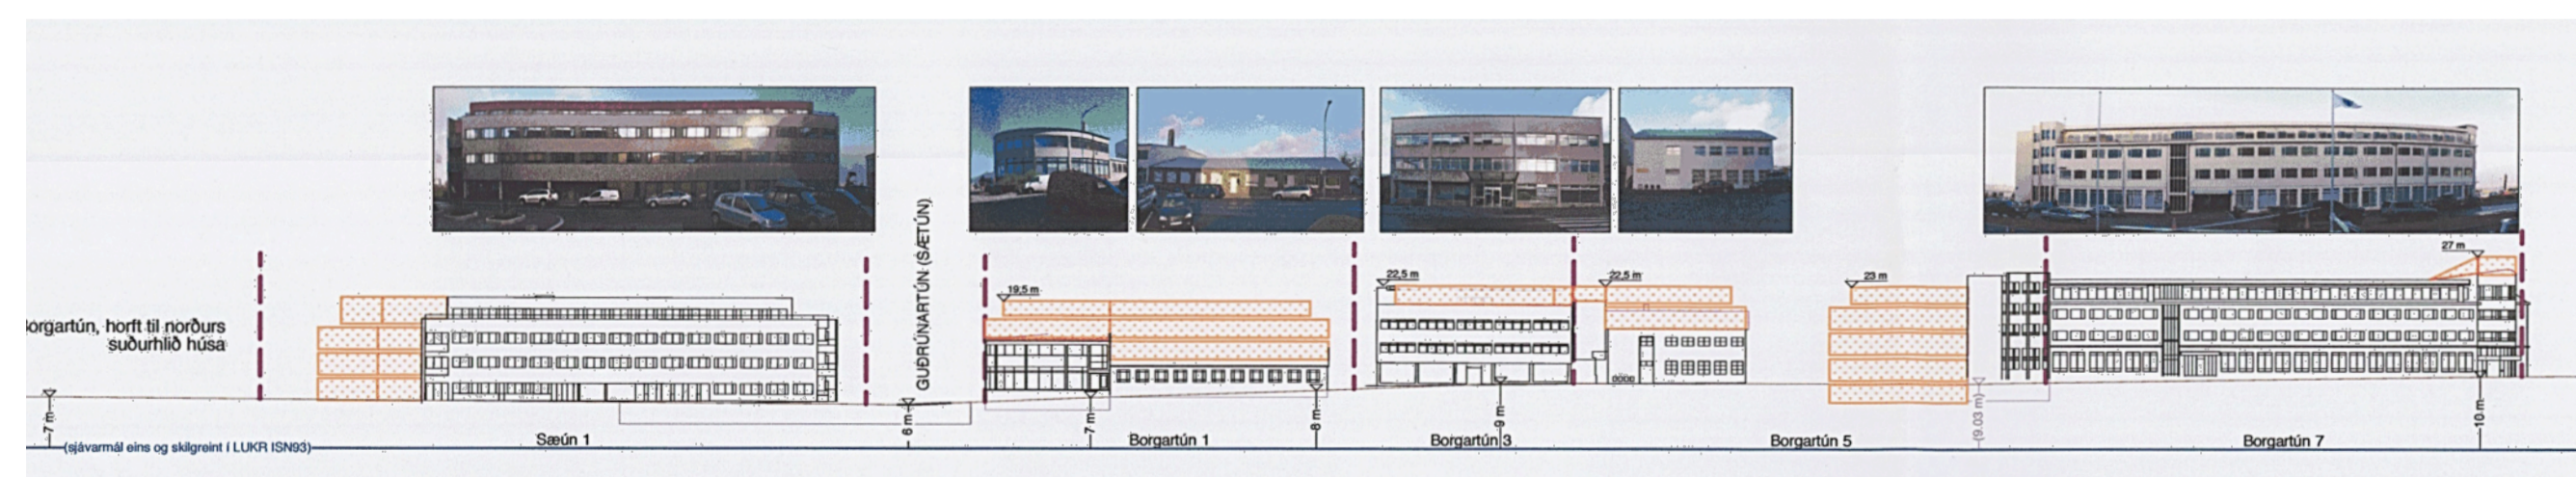 orgartún, horft til norðurs
suðurhlið húsa
GUÐRÚNARTÚN (SÆTÚN)
19,5 m
22,5 m
22,5 m
23 m
27 m
7 m
6 m
7 m
8 m
9 m
(9.03 m)
10 m
Sæún 1
Borgartún 1
Borgartún 3
Borgartún 5
Borgartún 7
(sjávarmál eins og skilgreint í LUKR ISN93)